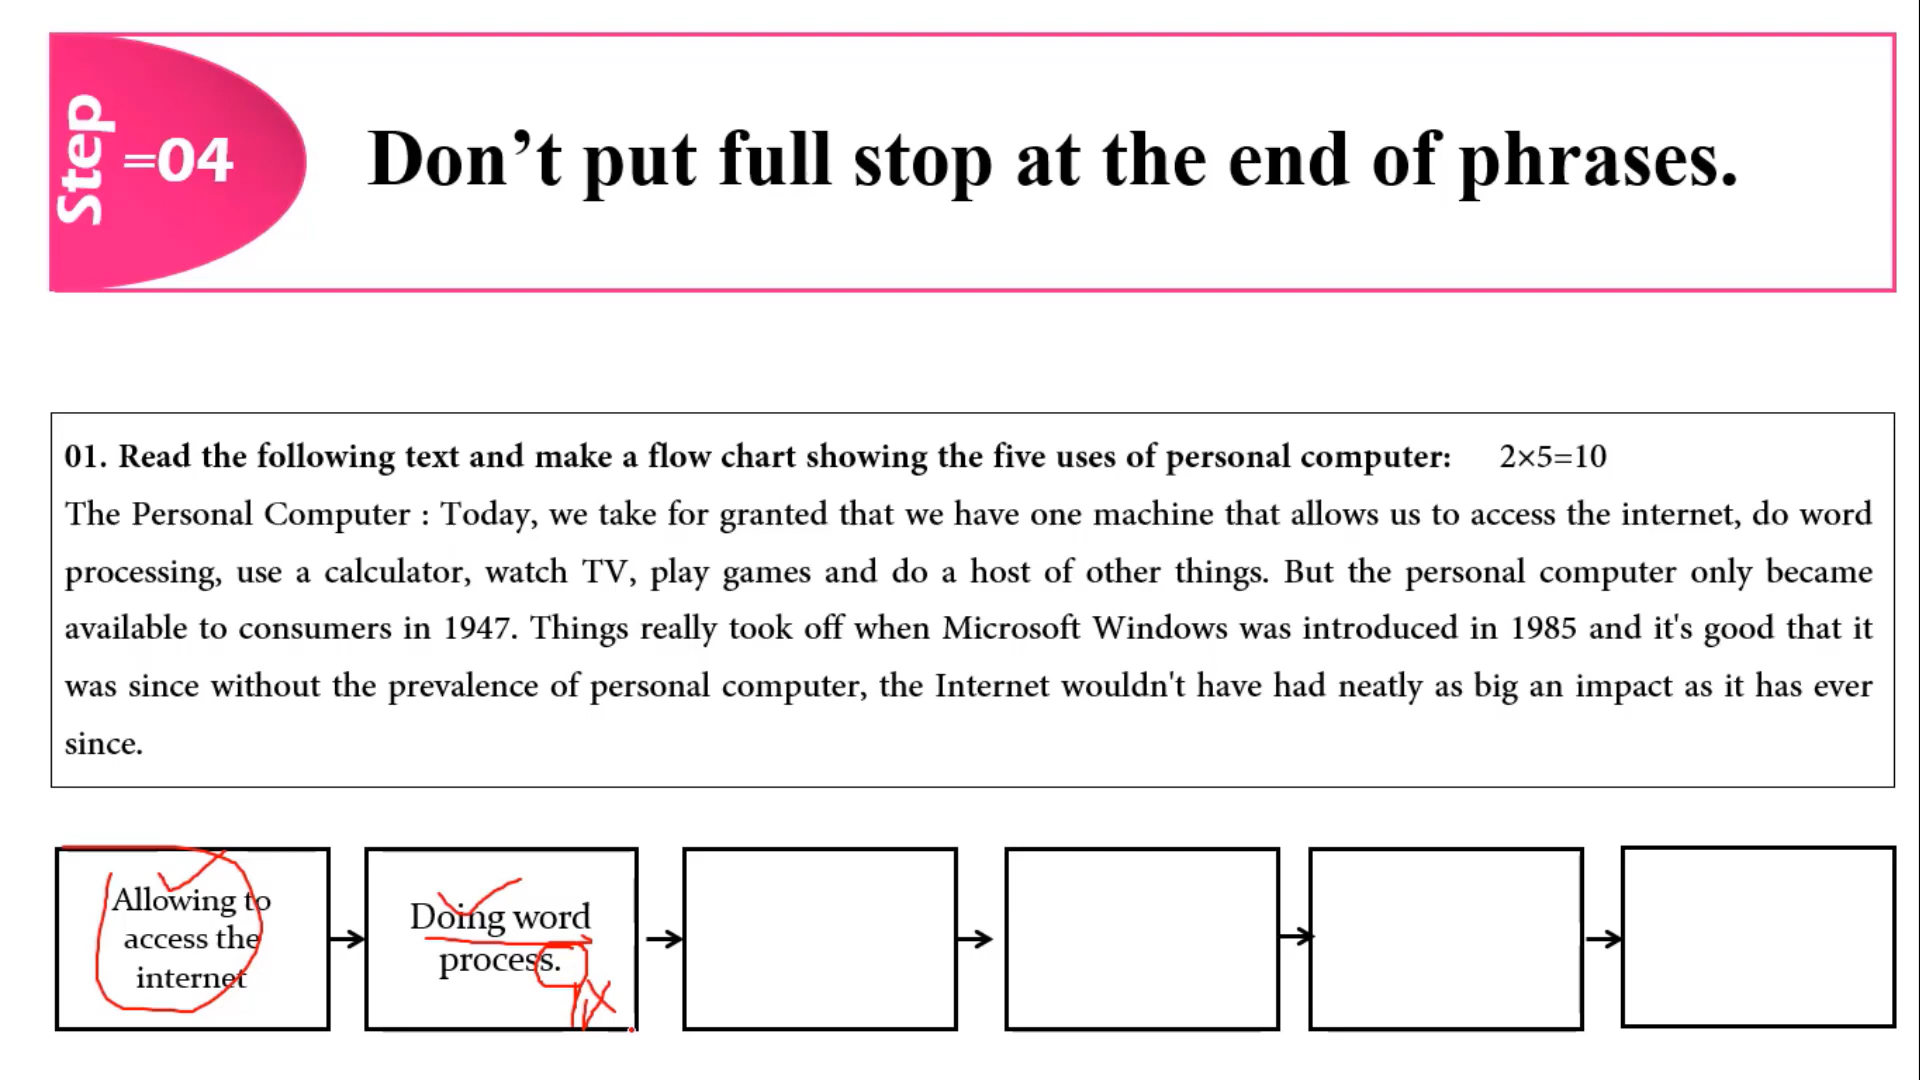 Step =04
Don’t put full stop at the end of phrases.
01. Read the following text and make a flow chart showing the five uses of personal computer: 2×5=10
The Personal Computer : Today, we take for granted that we have one machine that allows us to access the internet, do word
processing, use a calculator, watch TV, play games and do a host of other things. But the personal computer only became
available to consumers in 1947. Things really took off when Microsoft Windows was introduced in 1985 and it's good that it
was since without the prevalence of personal computer, the Internet wouldn't have had neatly as big an impact as it has ever
since.
Allowing to
access the
internet
Doing word
process.